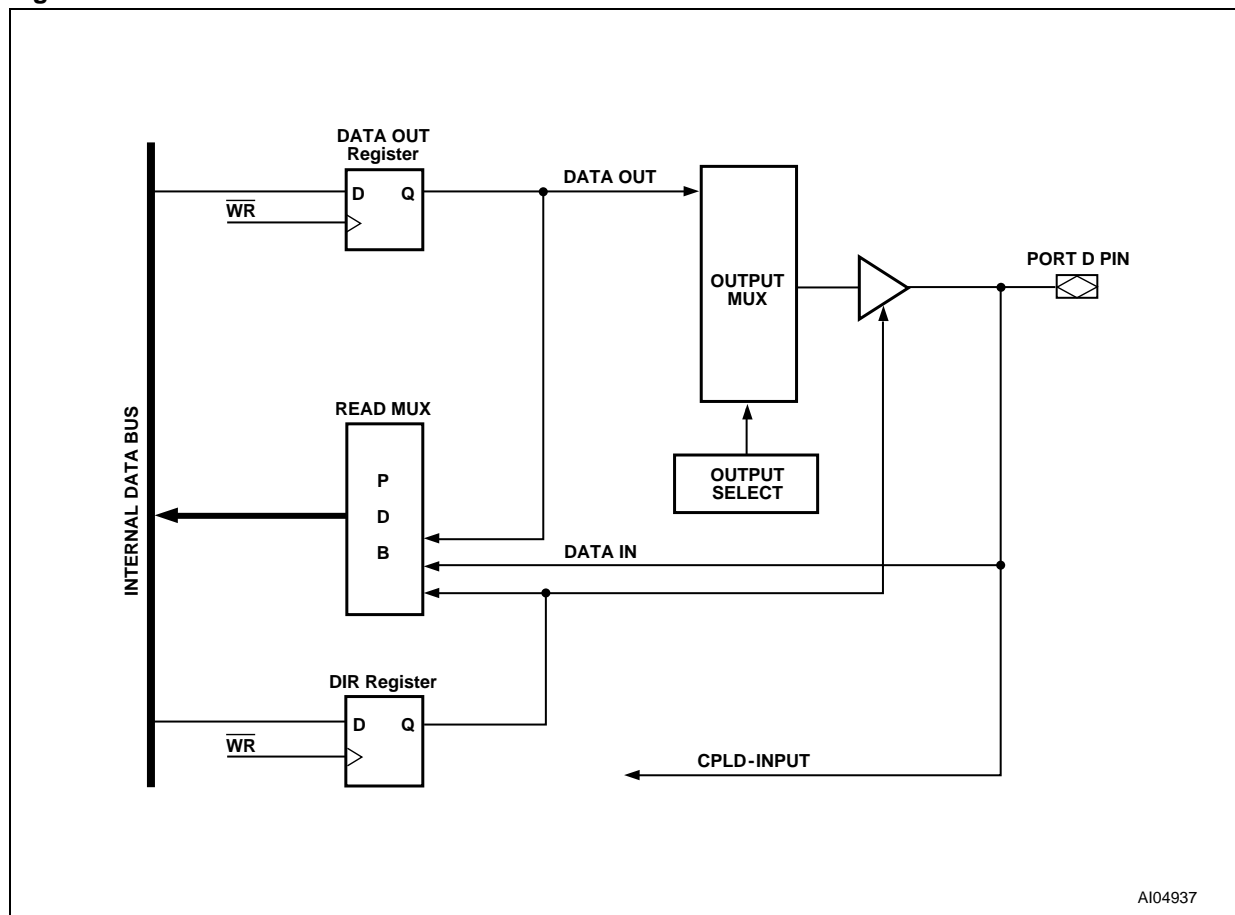 DATA OUT
Register
D Q
WR
DATA OUT
OUTPUT
MUX
PORT D PIN
READ MUX
P
D
B
OUTPUT
SELECT
DATA IN
INTERNAL DATA BUS
DIR Register
D Q
WR
CPLD-INPUT
AI04937